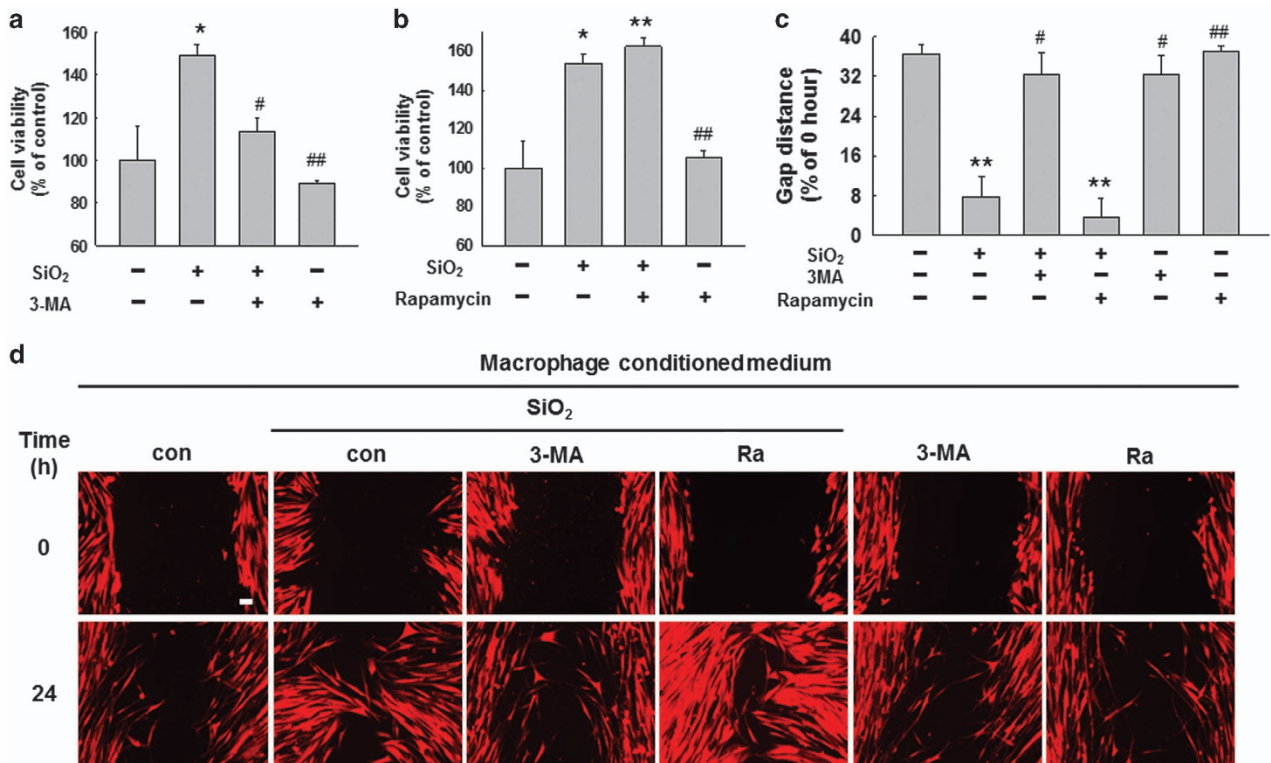 a
Cell viability
(% of control)
160
140
120
100
80
60
*
#
##
SiO₂ − + + −
3-MA − − + +
b
Cell viability
(% of control)
160
140
120
100
80
60
*
**
##
SiO₂ − + + −
Rapamycin − − + +
c
Gap distance
(% of 0 hour)
40
32
24
16
8
0
**
#
**
#
##
SiO₂ − + + + − −
3MA − − + − + −
Rapamycin − − − + − +
d
Macrophage conditioned medium
SiO₂
Time
(h)
con con 3-MA Ra 3-MA Ra
0
24